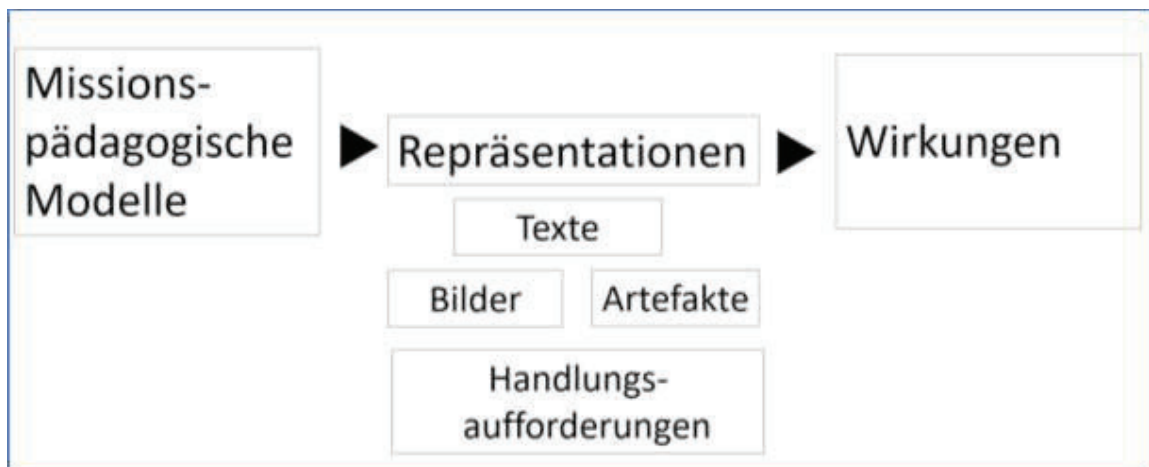 Missions-
pädagogische
Modelle
Repräsentationen
Wirkungen
Texte
Bilder
Artefakte
Handlungs-
aufforderungen